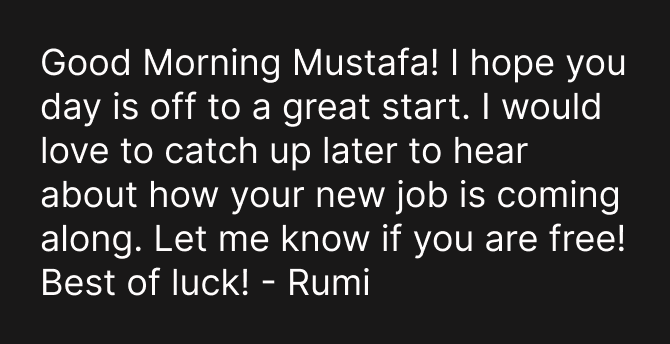 Good Morning Mustafa! I hope you
day is off to a great start. I would
love to catch up later to hear
about how your new job is coming
along. Let me know if you are free!
Best of luck! - Rumi